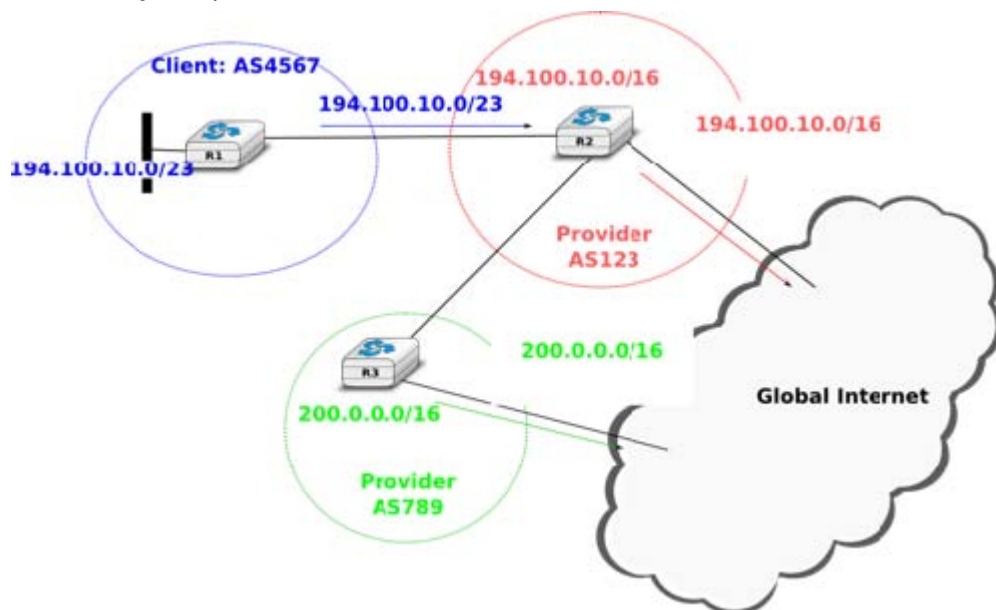 Client: AS4567
194.100.10.0/23
R1
194.100.10.0/23
194.100.10.0/16
R2
194.100.10.0/16
Provider
AS123
R3
200.0.0.0/16
200.0.0.0/16
Provider
AS789
Global Internet